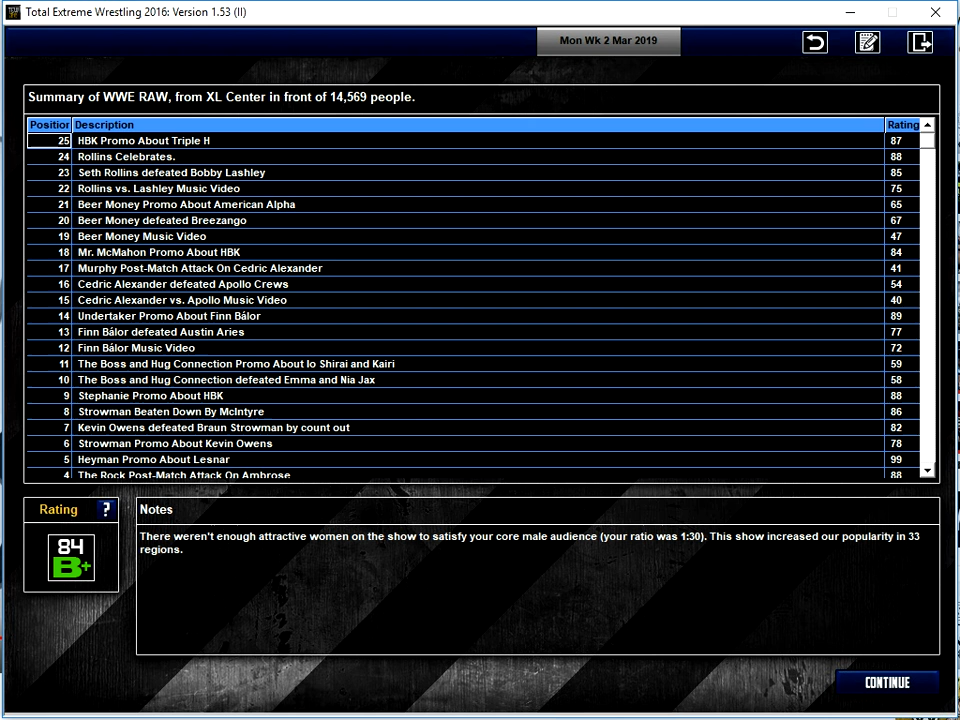 Total Extreme Wrestling 2016: Version 1.53 (II)
Mon Wk 2 Mar 2019
Summary of WWE RAW, from XL Center in front of 14,569 people.
Position Description Rating
25 HBK Promo About Triple H 87
24 Rollins Celebrates. 88
23 Seth Rollins defeated Bobby Lashley 85
22 Rollins vs. Lashley Music Video 75
21 Beer Money Promo About American Alpha 65
20 Beer Money defeated Breezango 67
19 Beer Money Music Video 47
18 Mr. McMahon Promo About HBK 84
17 Murphy Post-Match Attack On Cedric Alexander 41
16 Cedric Alexander defeated Apollo Crews 54
15 Cedric Alexander vs. Apollo Music Video 40
14 Undertaker Promo About Finn Bálor 89
13 Finn Bálor defeated Austin Aries 77
12 Finn Bálor Music Video 72
11 The Boss and Hug Connection Promo About Io Shirai and Kairi 59
10 The Boss and Hug Connection defeated Emma and Nia Jax 58
9 Stephanie Promo About HBK 88
8 Strowman Beaten Down By McIntyre 86
7 Kevin Owens defeated Braun Strowman by count out 82
6 Strowman Promo About Kevin Owens 78
5 Heyman Promo About Lesnar 99
4 The Rock Post-Match Attack On Ambrose 88
Rating ?
84
B+
Notes
There weren't enough attractive women on the show to satisfy your core male audience (your ratio was 1:30). This show increased our popularity in 33
regions.
CONTINUE